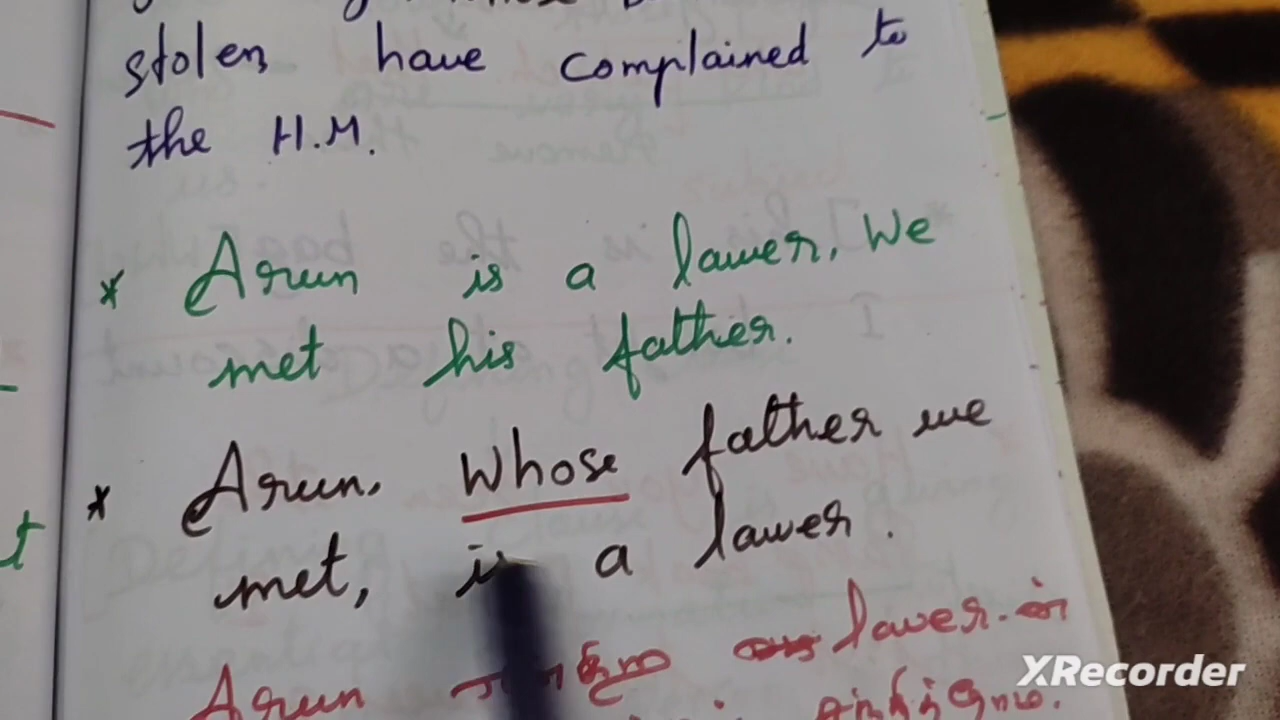 stolen have complained to
the H.M.
* Arun is a lawer. We
met his father.
* Arun, whose father we
met, is a lawer.
Arun lawer.
XRecorder